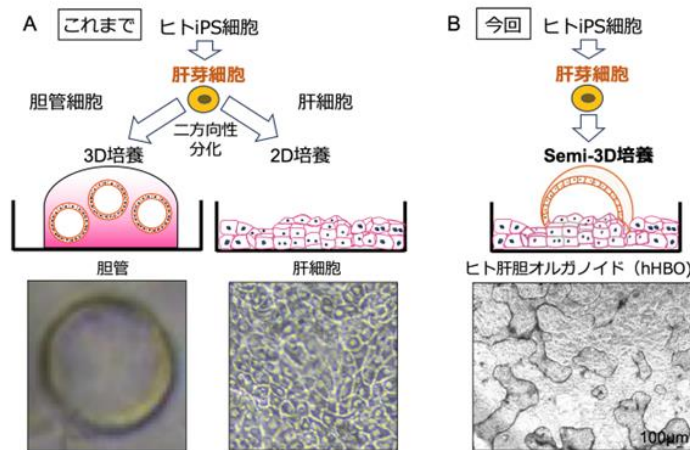 A これまで ヒトiPS細胞
肝芽細胞
胆管細胞 肝細胞
二方向性
分化
3D培養 2D培養
胆管 肝細胞
B 今回 ヒトiPS細胞
肝芽細胞
Semi-3D培養
ヒト肝胆オルガノイド（hHBO）
100μm